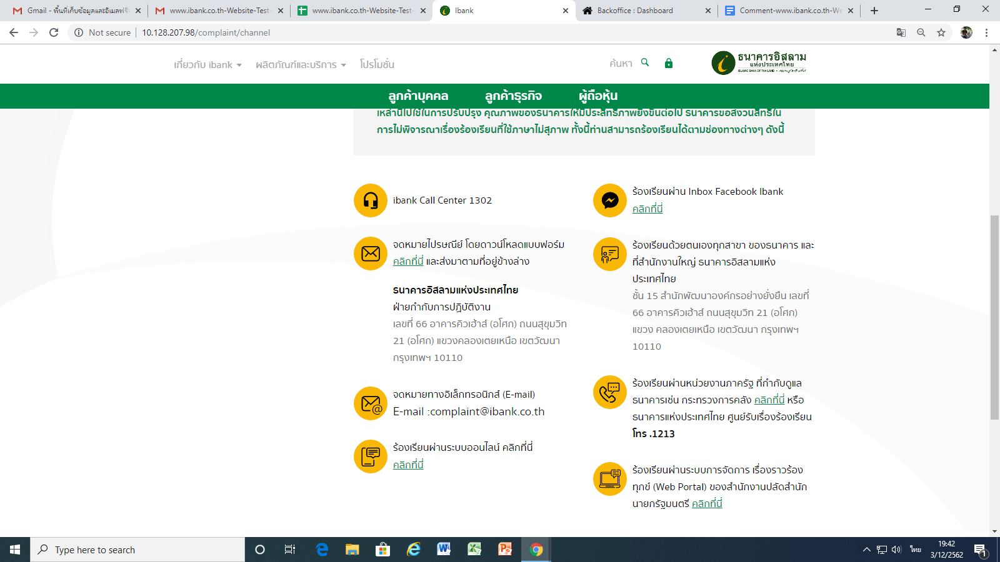 Gmail - พื้นที่เก็บข้อมูลและอีเมลฟรี
www.ibank.co.th-Website-Test-
www.ibank.co.th-Website-Test-
Ibank
Backoffice : Dashboard
Comment-www.ibank.co.th-We
Not secure
10.128.207.98/complaint/channel
เกี่ยวกับ ibank
ผลิตภัณฑ์และบริการ
โปรโมชั่น
ค้นหา
ธนาคารอิสลาม
แห่งประเทศไทย
ISLAMIC BANK OF THAILAND
ลูกค้าบุคคล
ลูกค้าธุรกิจ
ผู้ถือหุ้น
เหล่านี้ไปใช้ในการปรับปรุง คุณภาพของธนาคารให้มีประสิทธิภาพยิ่งขึ้นต่อไป ธนาคารขอสงวนสิทธิ์ใน
การไม่พิจารณาเรื่องร้องเรียนที่ใช้ภาษาไม่สุภาพ ทั้งนี้ท่านสามารถร้องเรียนได้ตามช่องทางต่างๆ ดังนี้
ibank Call Center 1302
จดหมายไปรษณีย์ โดยดาวน์โหลดแบบฟอร์ม
คลิกที่นี่ และส่งมาตามที่อยู่ข้างล่าง
ธนาคารอิสลามแห่งประเทศไทย
ฝ่ายกำกับการปฏิบัติงาน
เลขที่ 66 อาคารคิวเฮ้าส์ (อโศก) ถนนสุขุมวิท
21 (อโศก) แขวงคลองเตยเหนือ เขตวัฒนา
กรุงเทพฯ 10110
จดหมายทางอิเล็กทรอนิกส์ (E-mail)
E-mail :complaint@ibank.co.th
ร้องเรียนผ่านระบบออนไลน์ คลิกที่นี่
คลิกที่นี่
ร้องเรียนผ่าน Inbox Facebook Ibank
คลิกที่นี่
ร้องเรียนด้วยตนเองทุกสาขา ของธนาคาร และ
ที่สำนักงานใหญ่ ธนาคารอิสลามแห่ง
ประเทศไทย
ชั้น 15 สำนักพัฒนาองค์กรอย่างยั่งยืน เลขที่
66 อาคารคิวเฮ้าส์ ถนนสุขุมวิท 21 (อโศก)
แขวง คลองเตยเหนือ เขตวัฒนา กรุงเทพฯ
10110
ร้องเรียนผ่านหน่วยงานภาครัฐ ที่กำกับดูแล
ธนาคารเช่น กระทรวงการคลัง คลิกที่นี่ หรือ
ธนาคารแห่งประเทศไทย ศูนย์รับเรื่องร้องเรียน
โทร .1213
ร้องเรียนผ่านระบบการจัดการ เรื่องราวร้อง
ทุกข์ (Web Portal) ของสำนักงานปลัดสำนัก
นายกรัฐมนตรี คลิกที่นี่
Type here to search
ไทย
19:42
3/12/2562
1